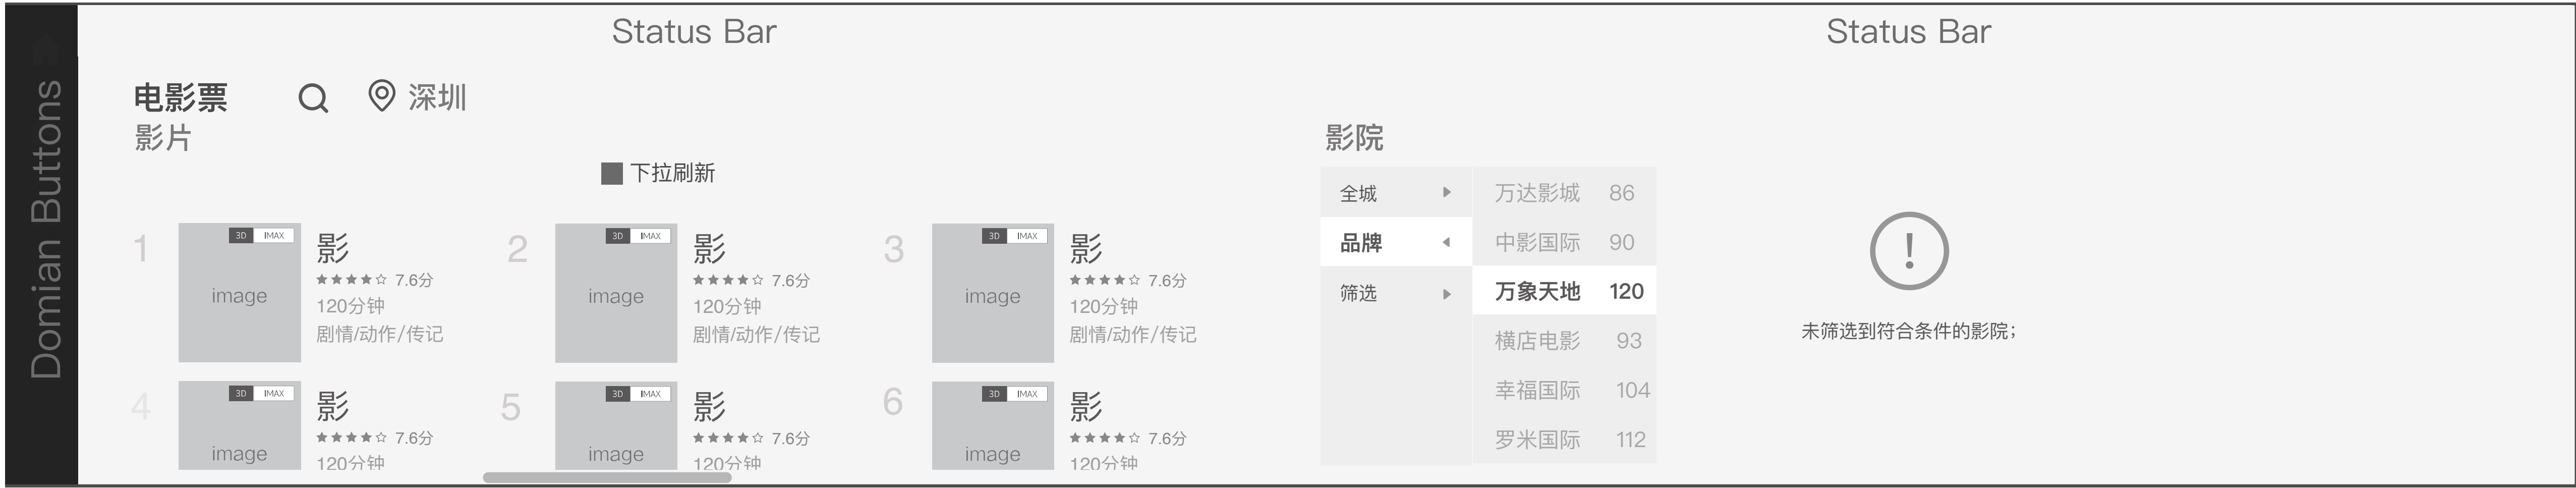 Status Bar
Status Bar
Domian Buttons
电影票
深圳
影片
下拉刷新
1
3D IMAX
image
影
7.6分
120分钟
剧情/动作/传记
2
3D IMAX
image
影
7.6分
120分钟
剧情/动作/传记
3
3D IMAX
image
影
7.6分
120分钟
剧情/动作/传记
4
3D IMAX
image
影
7.6分
120分钟
5
3D IMAX
image
影
7.6分
120分钟
6
3D IMAX
image
影
7.6分
120分钟
影院
全城
品牌
筛选
万达影城 86
中影国际 90
万象天地 120
横店电影 93
幸福国际 104
罗米国际 112
!
未筛选到符合条件的影院;